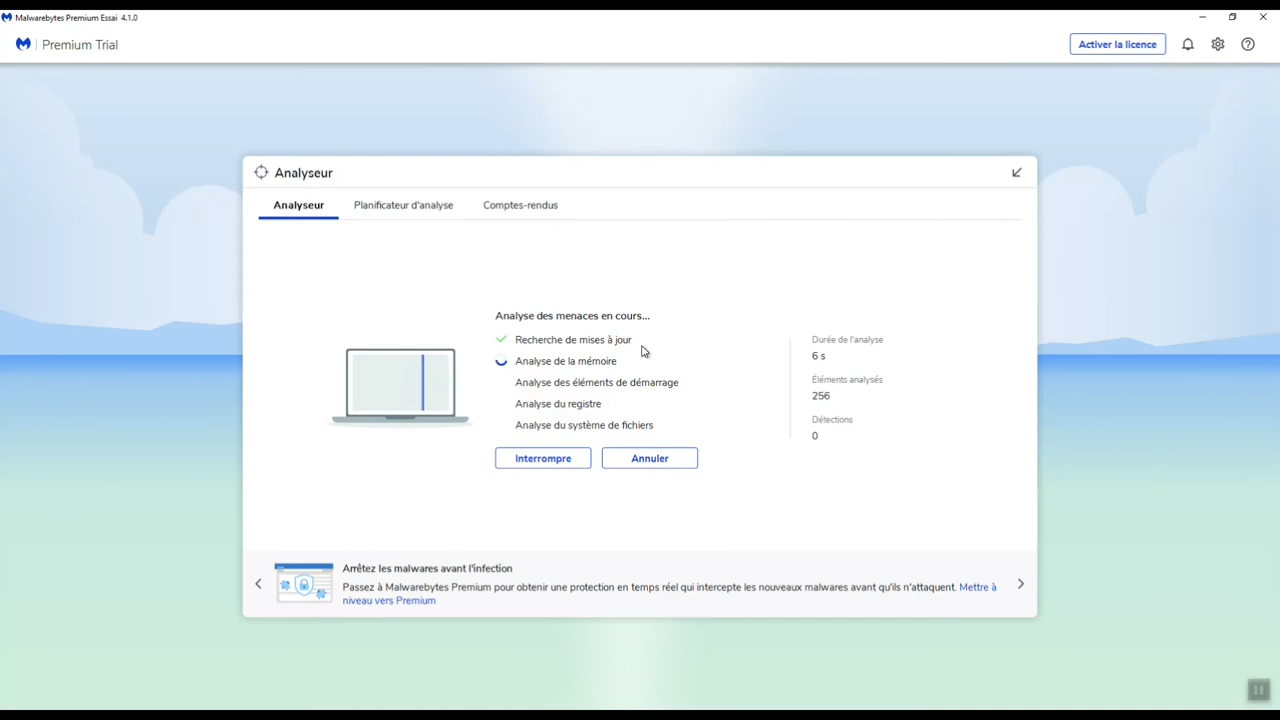 Malwarebytes Premium Essai 4.1.0
Premium Trial
Activer la licence
Analyseur
Analyseur Planificateur d'analyse Comptes-rendus
Analyse des menaces en cours...
Recherche de mises à jour
Analyse de la mémoire
Analyse des éléments de démarrage
Analyse du registre
Analyse du système de fichiers
Interrompre Annuler
Durée de l'analyse
6 s
Éléments analysés
256
Détections
0
Arrêtez les malwares avant l'infection
Passez à Malwarebytes Premium pour obtenir une protection en temps réel qui intercepte les nouveaux malwares avant qu'ils n'attaquent. Mettre à
niveau vers Premium